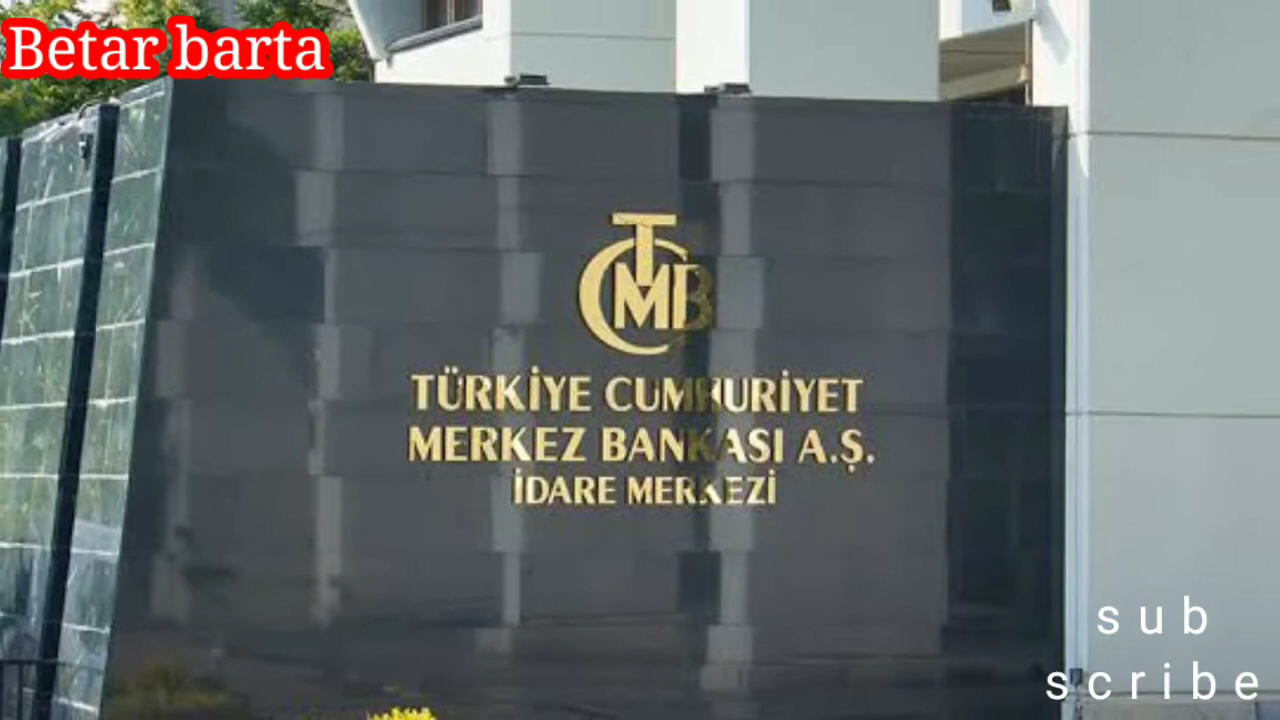 Betar barta
TCMB
TÜRKİYE CUMHURİYET
MERKEZ BANKASI A.Ş.
İDARE MERKEZİ
sub
scribe